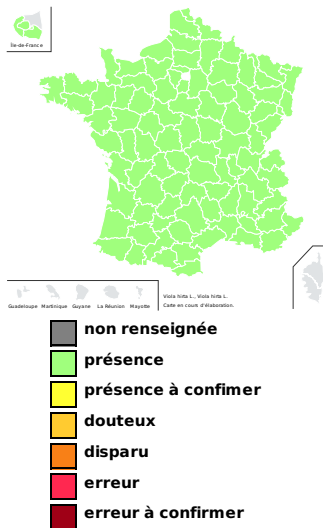 Île-de-France
Guadeloupe Martinique Guyane La Réunion Mayotte
Viola hirta L., Viola hirta L.
Carte en cours d'élaboration.
non renseignée
présence
présence à confimer
douteux
disparu
erreur
erreur à confirmer